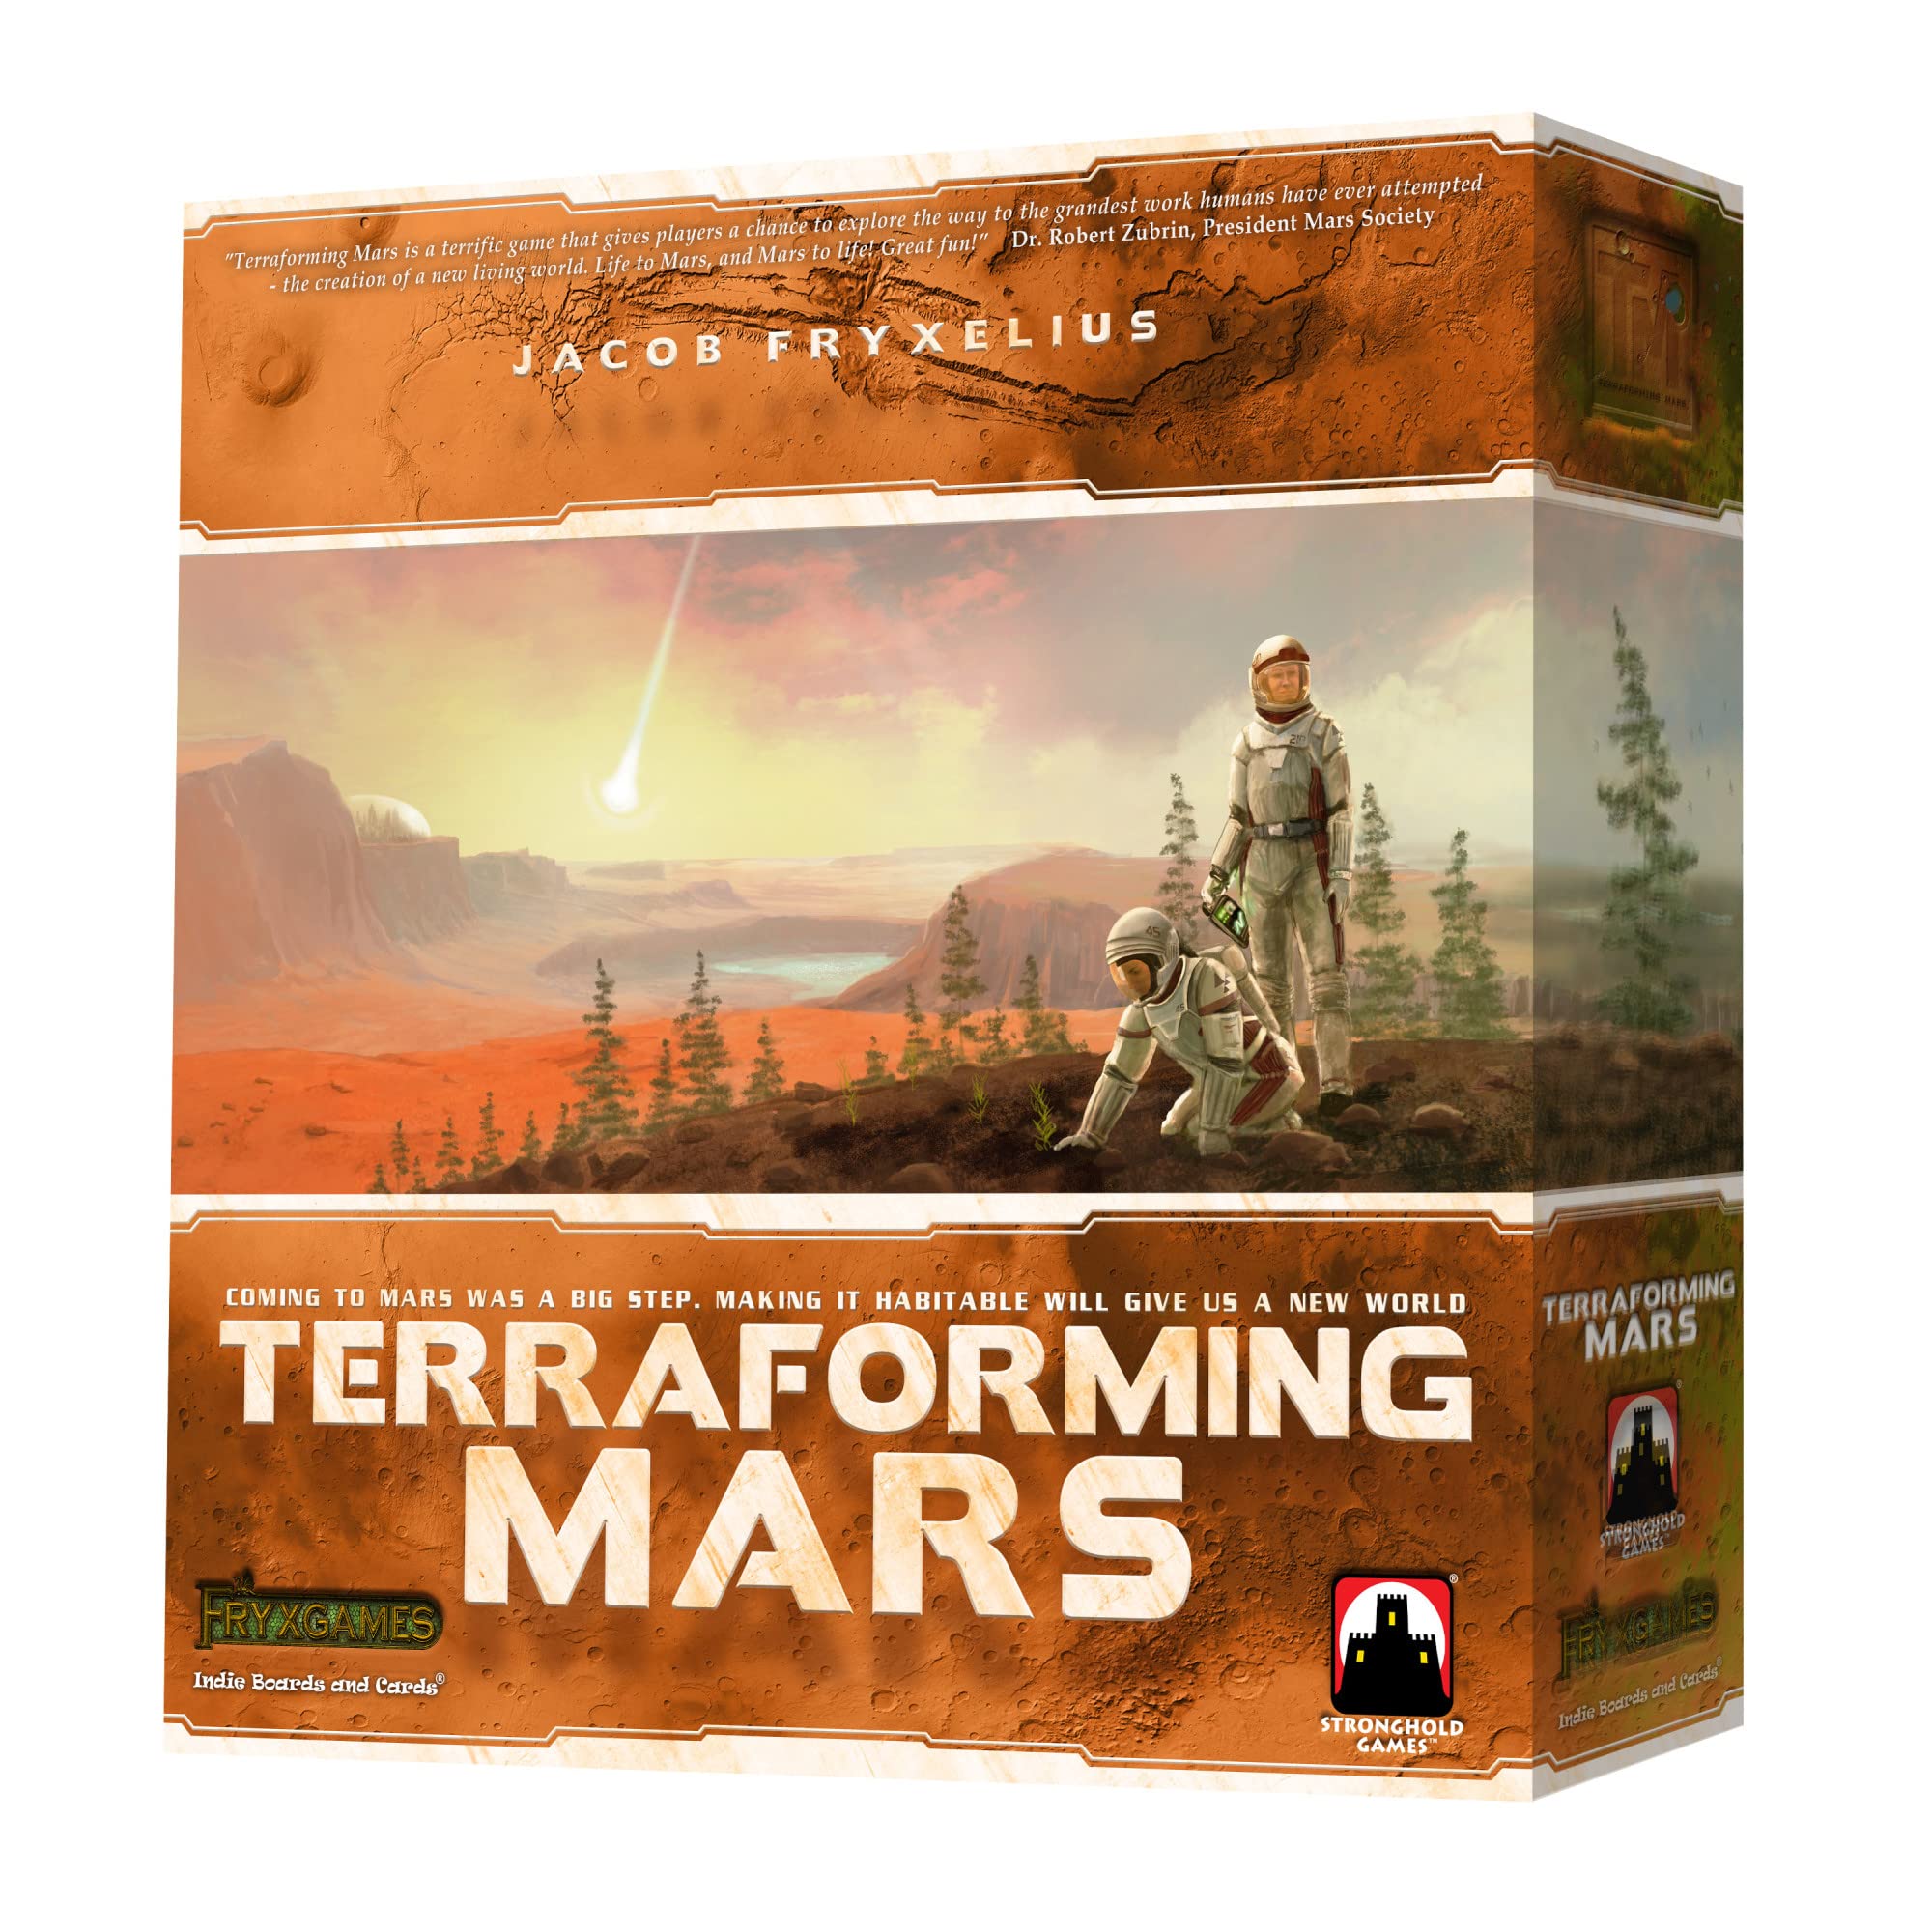 "Terraforming Mars is a terrific game that gives players a chance to explore the way to the grandest work humans have ever attempted
- the creation of a new living world. Life to Mars, and Mars to life! Great fun!" Dr. Robert Zubrin, President Mars Society
JACOB FRYXELIUS
TERRAFORMING MARS
45
COMING TO MARS WAS A BIG STEP. MAKING IT HABITABLE WILL GIVE US A NEW WORLD
TERRAFORMING
MARS
FRYXGAMES
Indie Boards and Cards®
®
STRONGHOLD
GAMES™
TERRAFORMING
MARS
®
STRONGHOLD
GAMES
FRYXGAMES
Indie Boards and Cards®